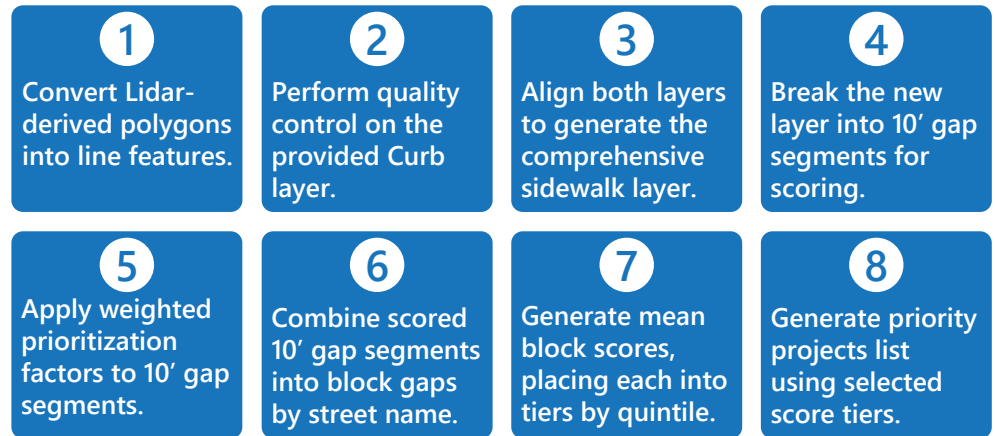 1
Convert Lidar-
derived polygons
into line features.
2
Perform quality
control on the
provided Curb
layer.
3
Align both layers
to generate the
comprehensive
sidewalk layer.
4
Break the new
layer into 10’ gap
segments for
scoring.
5
Apply weighted
prioritization
factors to 10’ gap
segments.
6
Combine scored
10’ gap segments
into block gaps
by street name.
7
Generate mean
block scores,
placing each into
tiers by quintile.
8
Generate priority
projects list
using selected
score tiers.